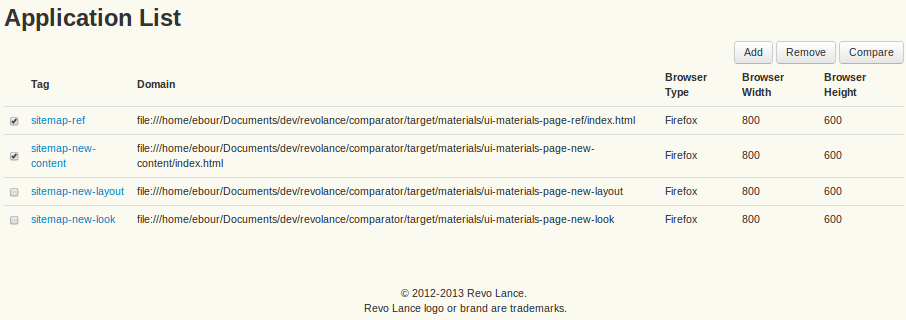 Application List
Add Remove Compare
Tag Domain Browser Type Browser Width Browser Height
sitemap-ref file:///home/ebour/Documents/dev/revolance/comparator/target/materials/ui-materials-page-ref/index.html Firefox 800 600
sitemap-new-content file:///home/ebour/Documents/dev/revolance/comparator/target/materials/ui-materials-page-new-content/index.html Firefox 800 600
sitemap-new-layout file:///home/ebour/Documents/dev/revolance/comparator/target/materials/ui-materials-page-new-layout Firefox 800 600
sitemap-new-look file:///home/ebour/Documents/dev/revolance/comparator/target/materials/ui-materials-page-new-look Firefox 800 600
© 2012-2013 Revo Lance.
Revo Lance logo or brand are trademarks.